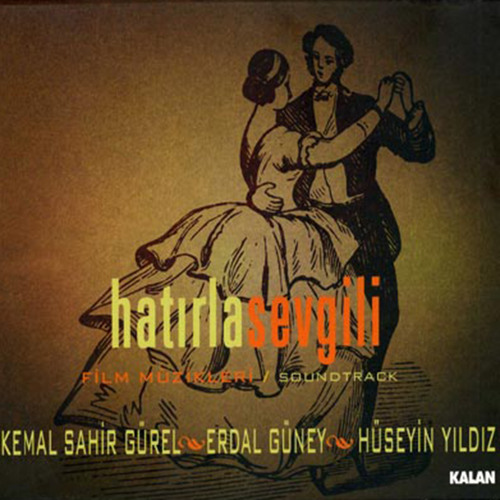 hatırlasevgili
FİLM MÜZİKLERİ / SOUNDTRACK
KEMAL SAHİR GÜREL ERDAL GÜNEY HÜSEYİN YILDIZ
KALAN